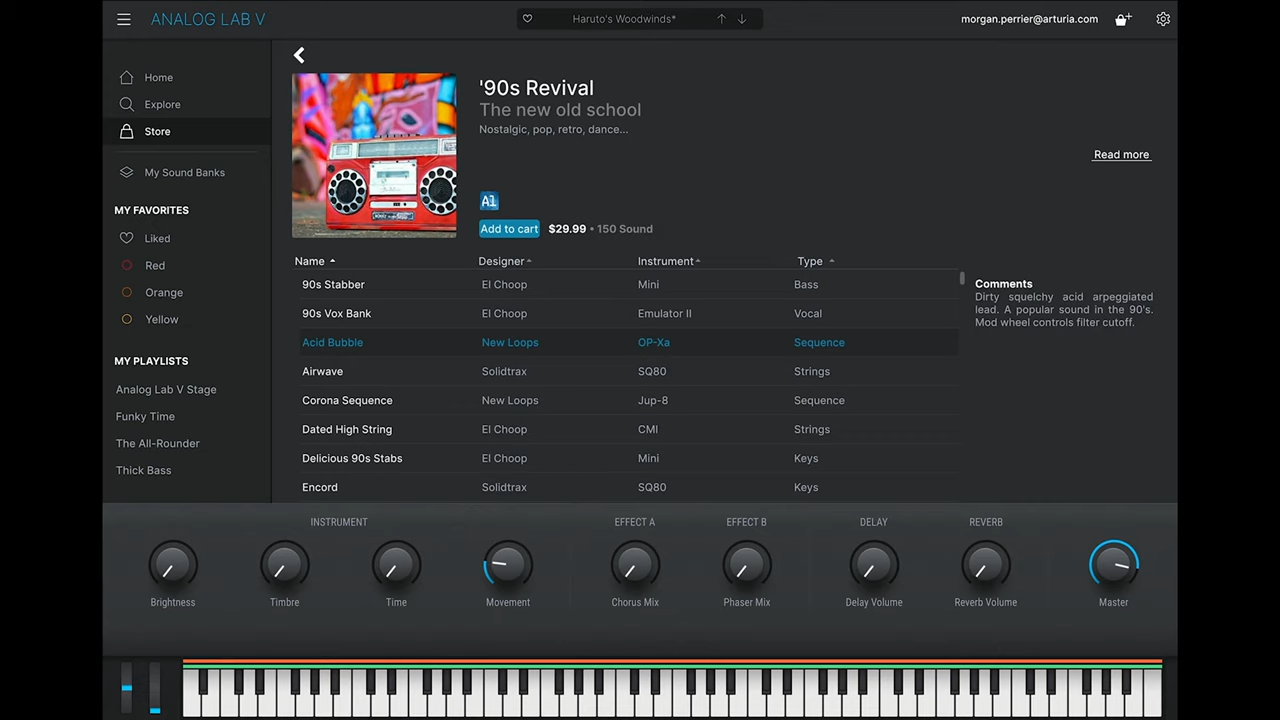 ANALOG LAB V
Haruto's Woodwinds*
morgan.perrier@arturia.com
Home
Explore
Store
My Sound Banks
MY FAVORITES
Liked
Red
Orange
Yellow
MY PLAYLISTS
Analog Lab V Stage
Funky Time
The All-Rounder
Thick Bass
'90s Revival
The new old school
Nostalgic, pop, retro, dance...
Read more
Al
Add to cart $29.99 • 150 Sound
Name Designer Instrument Type
90s Stabber El Choop Mini Bass
90s Vox Bank El Choop Emulator II Vocal
Acid Bubble New Loops OP-Xa Sequence
Airwave Solidtrax SQ80 Strings
Corona Sequence New Loops Jup-8 Sequence
Dated High String El Choop CMI Strings
Delicious 90s Stabs El Choop Mini Keys
Encord Solidtrax SQ80 Keys
Comments
Dirty squelchy acid arpeggiated
lead. A popular sound in the 90's.
Mod wheel controls filter cutoff.
INSTRUMENT EFFECT A EFFECT B DELAY REVERB
Brightness Timbre Time Movement Chorus Mix Phaser Mix Delay Volume Reverb Volume Master